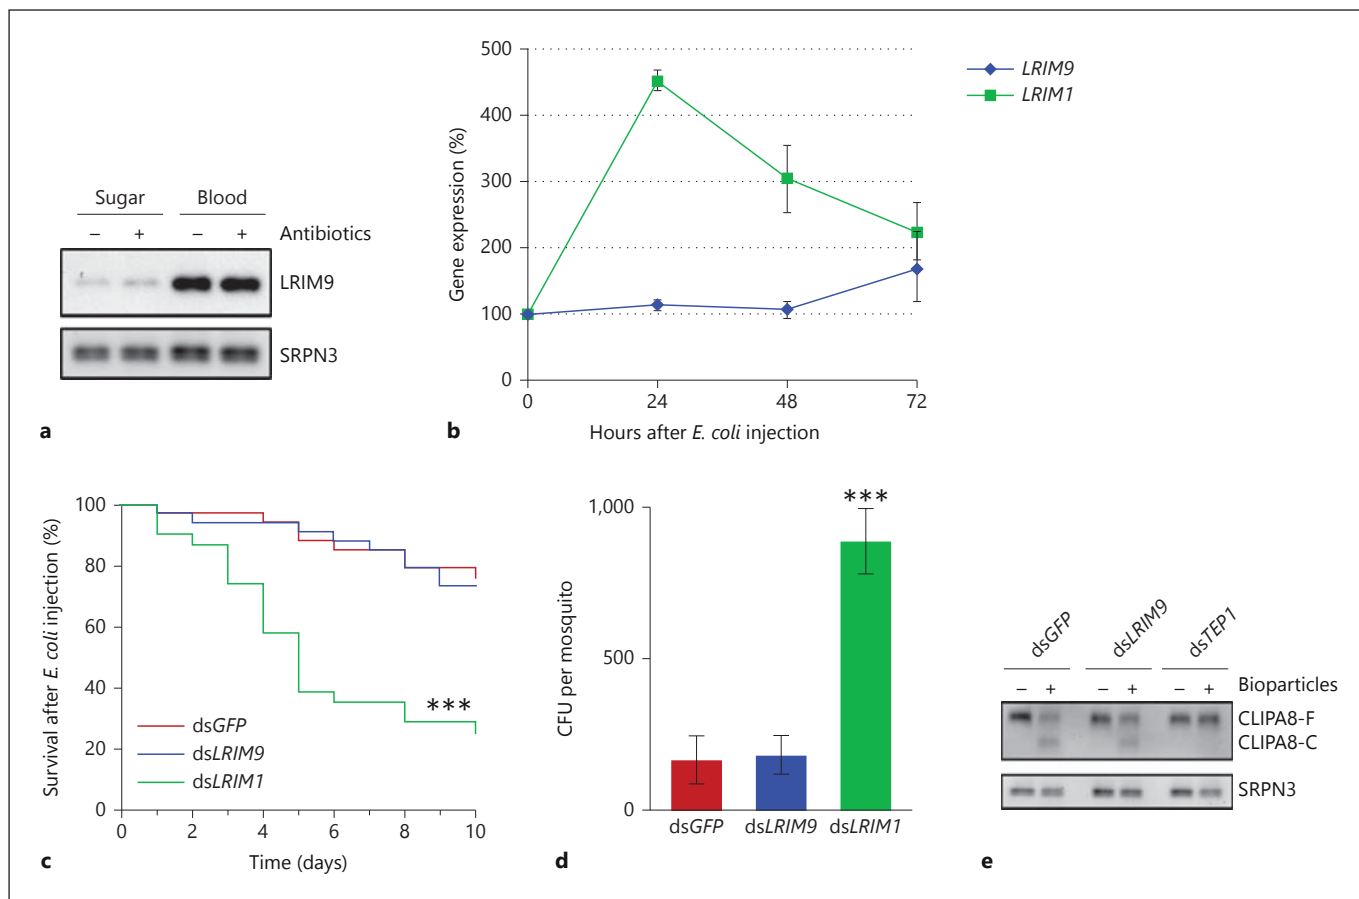 Sugar Blood
– + – + Antibiotics
LRIM9
SRPN3
a
500
400
300
200
100
0
Gene expression (%)
0 24 48 72
Hours after E. coli injection
LRIM9
LRIM1
b
100
80
60
40
20
0
Survival after E. coli injection (%)
***
dsGFP
dsLRIM9
dsLRIM1
0 2 4 6 8 10
Time (days)
c
1,000
500
0
CFU per mosquito
***
dsGFP dsLRIM9 dsLRIM1
d
dsGFP dsLRIM9 dsTEP1
– + – + – + Bioparticles
CLIPA8-F
CLIPA8-C
SRPN3
e